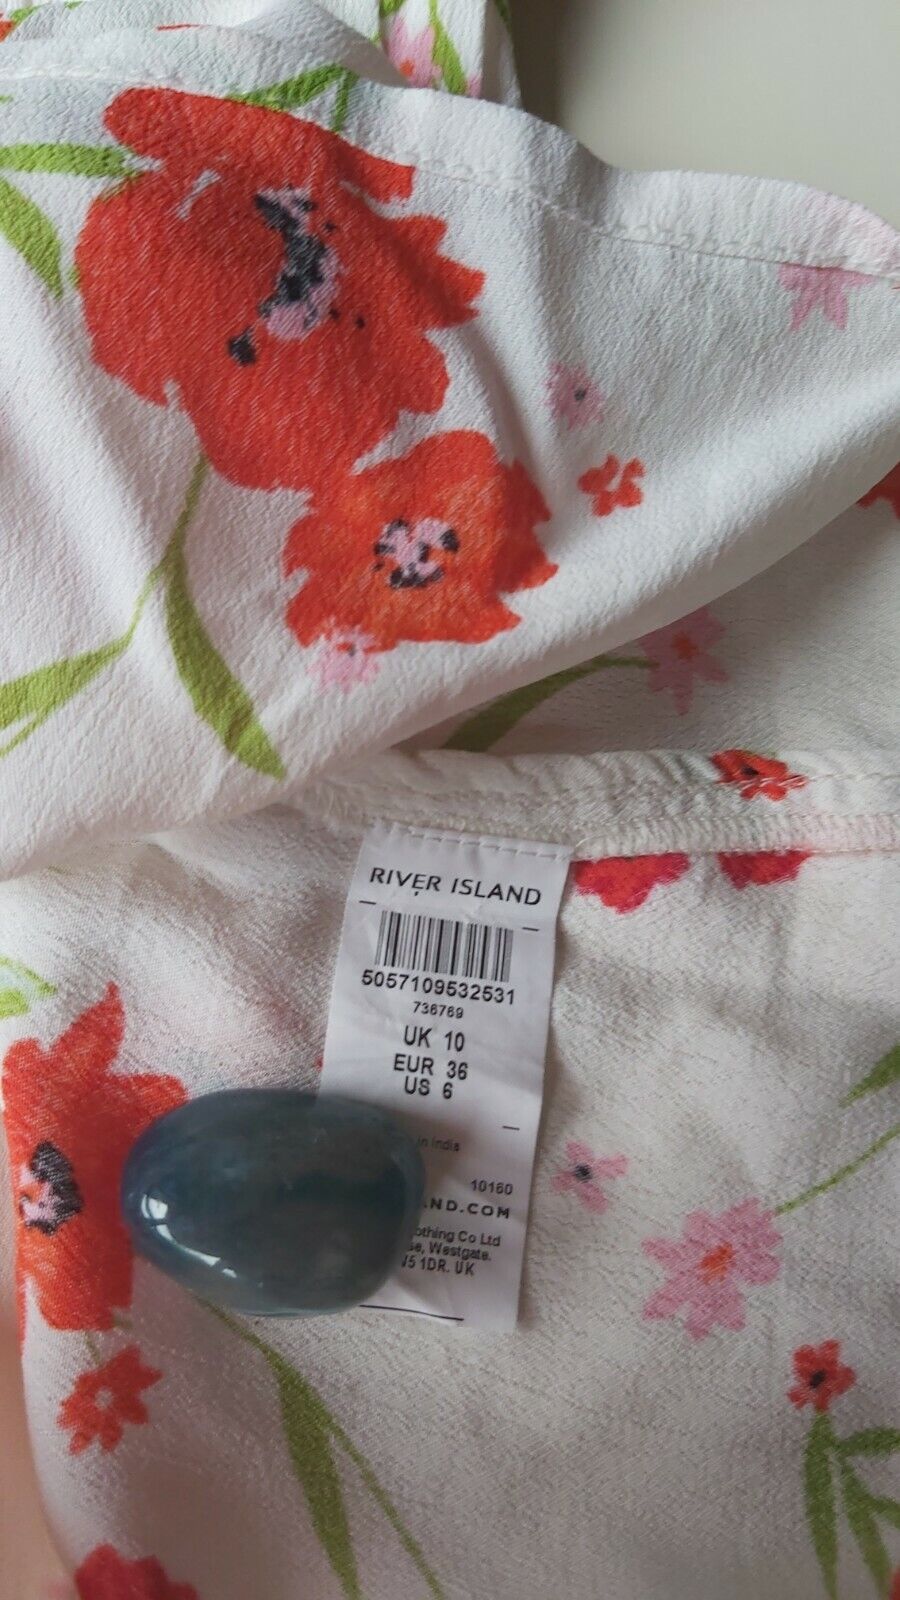 RIVER ISLAND
5057109532531
736769
UK 10
EUR 36
US 6
in India
10160
AND.COM
othing Co Ltd
se, Westgate.
5 1DR. UK